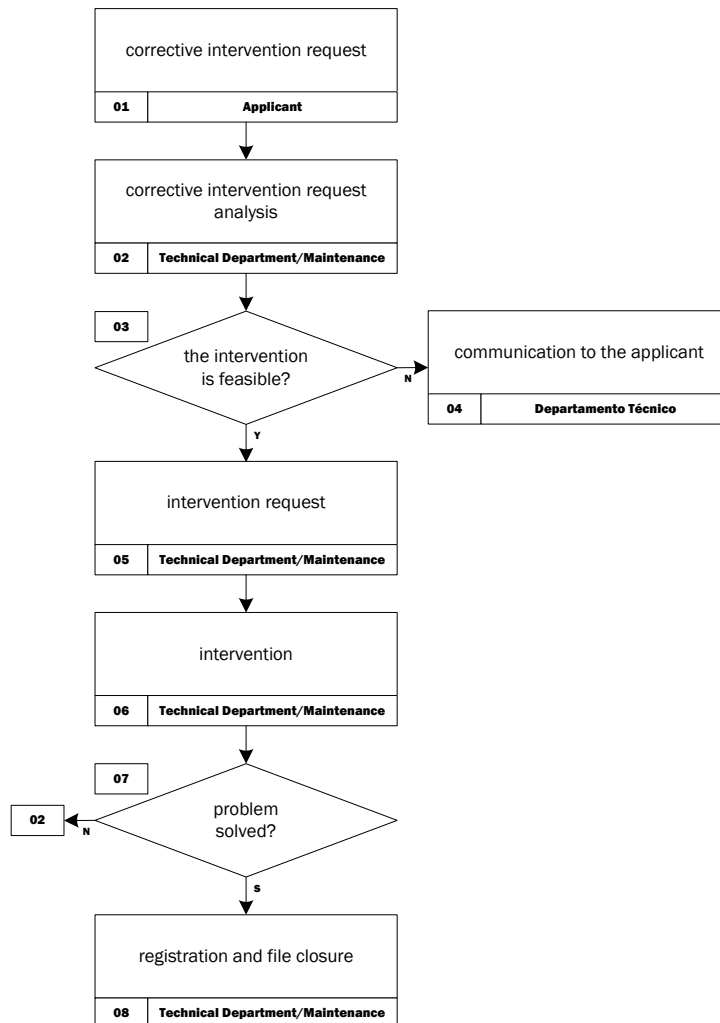 corrective intervention request
01 Applicant
corrective intervention request
analysis
02 Technical Department/Maintenance
03
the intervention
is feasible?
N
communication to the applicant
04 Departamento Técnico
Y
intervention request
05 Technical Department/Maintenance
intervention
06 Technical Department/Maintenance
07
problem
solved?
02
N
S
registration and file closure
08 Technical Department/Maintenance